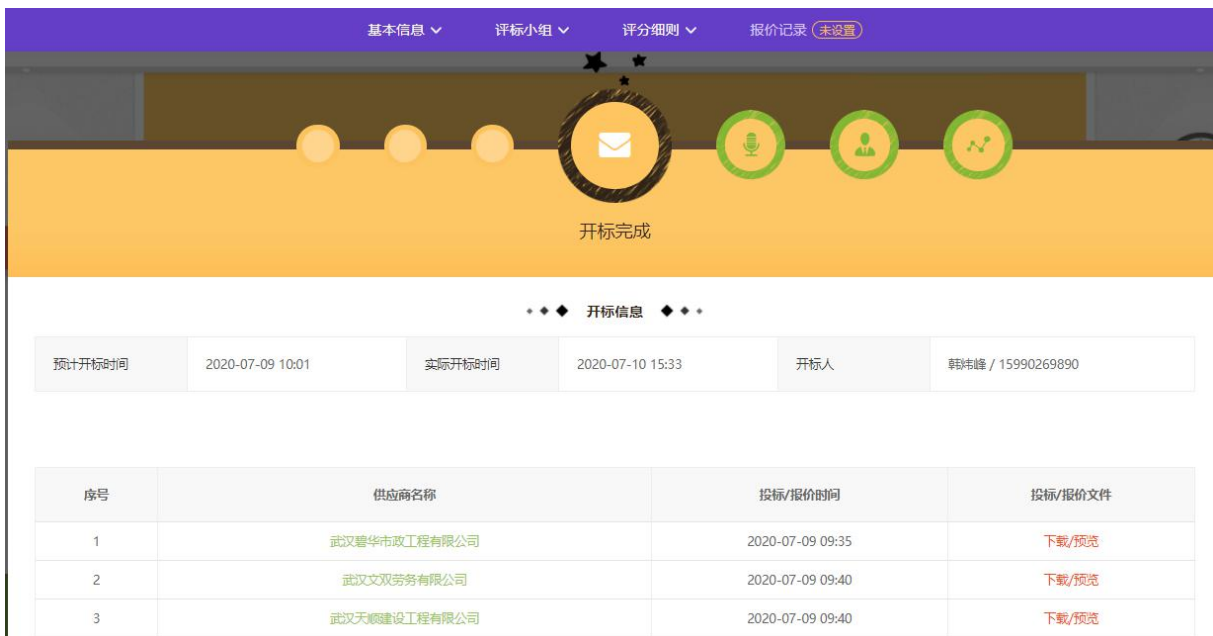 基本信息 评标小组 评分细则 报价记录 未设置
开标完成
开标信息
预计开标时间 2020-07-09 10:01 实际开标时间 2020-07-10 15:33 开标人 韩炜峰 / 15990269890
序号 供应商名称 投标/报价时间 投标/报价文件
1 武汉碧华市政工程有限公司 2020-07-09 09:35 下载/预览
2 武汉文双劳务有限公司 2020-07-09 09:40 下载/预览
3 武汉天顺建设工程有限公司 2020-07-09 09:40 下载/预览